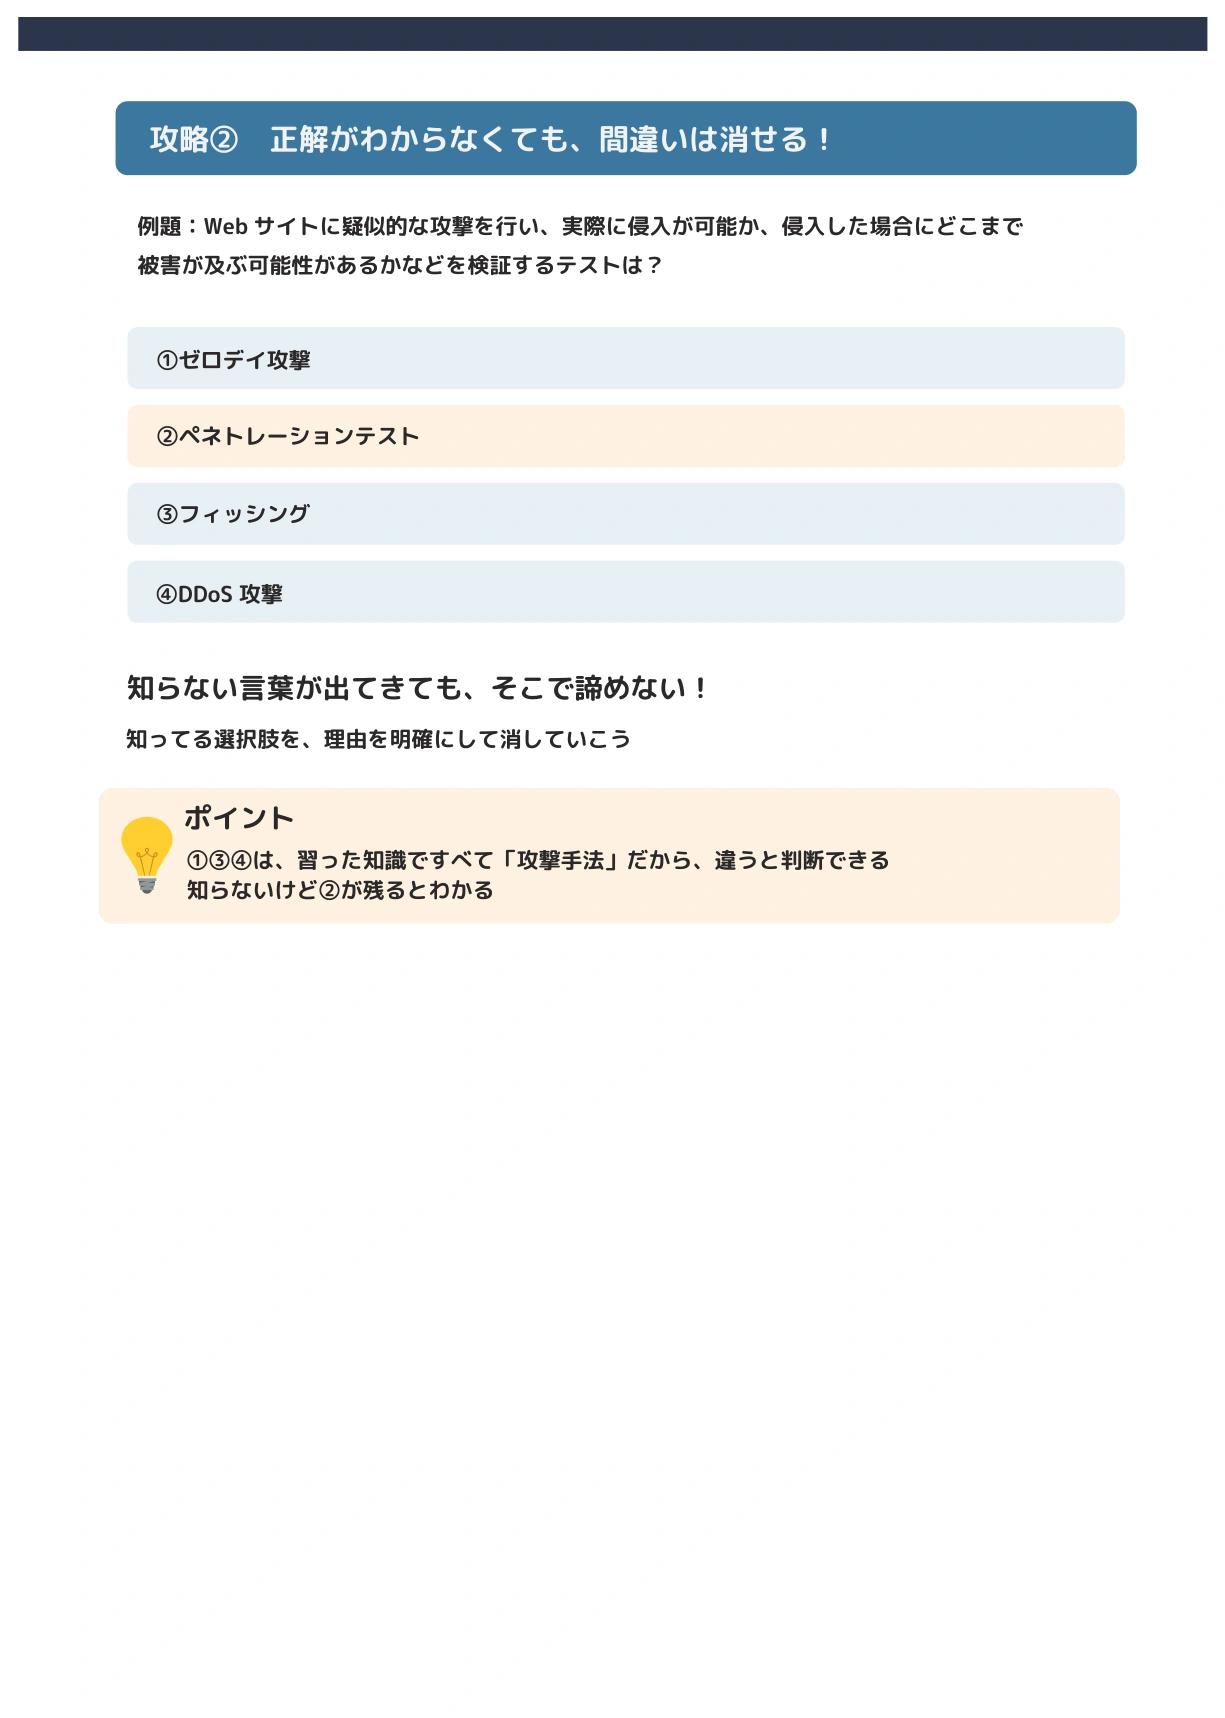 攻略②　正解がわからなくても、間違いは消せる！
例題：Web サイトに疑似的な攻撃を行い、実際に侵入が可能か、侵入した場合にどこまで
被害が及ぶ可能性があるかなどを検証するテストは？
①ゼロデイ攻撃
②ペネトレーションテスト
③フィッシング
④DDoS 攻撃
知らない言葉が出てきても、そこで諦めない！
知ってる選択肢を、理由を明確にして消していこう
ポイント
①③④は、習った知識ですべて「攻撃手法」だから、違うと判断できる
知らないけど②が残るとわかる